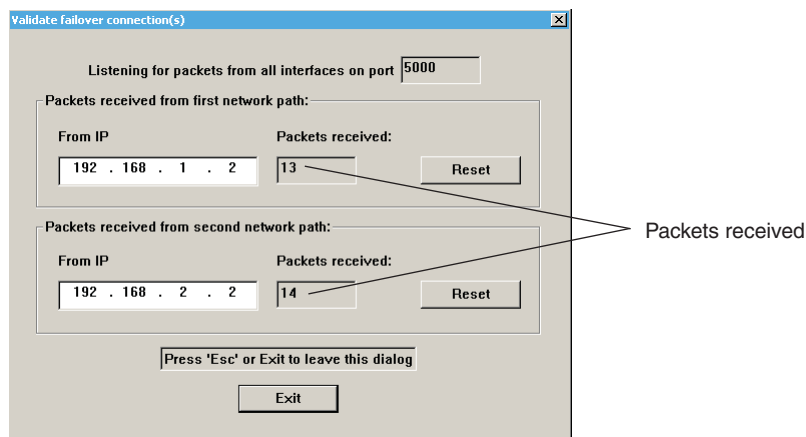 Validate failover connection(s)
Listening for packets from all interfaces on port 5000
Packets received from first network path:
From IP Packets received:
192 . 168 . 1 . 2 13 Reset
Packets received
Packets received from second network path:
From IP Packets received:
192 . 168 . 2 . 2 14 Reset
Press 'Esc' or Exit to leave this dialog
Exit